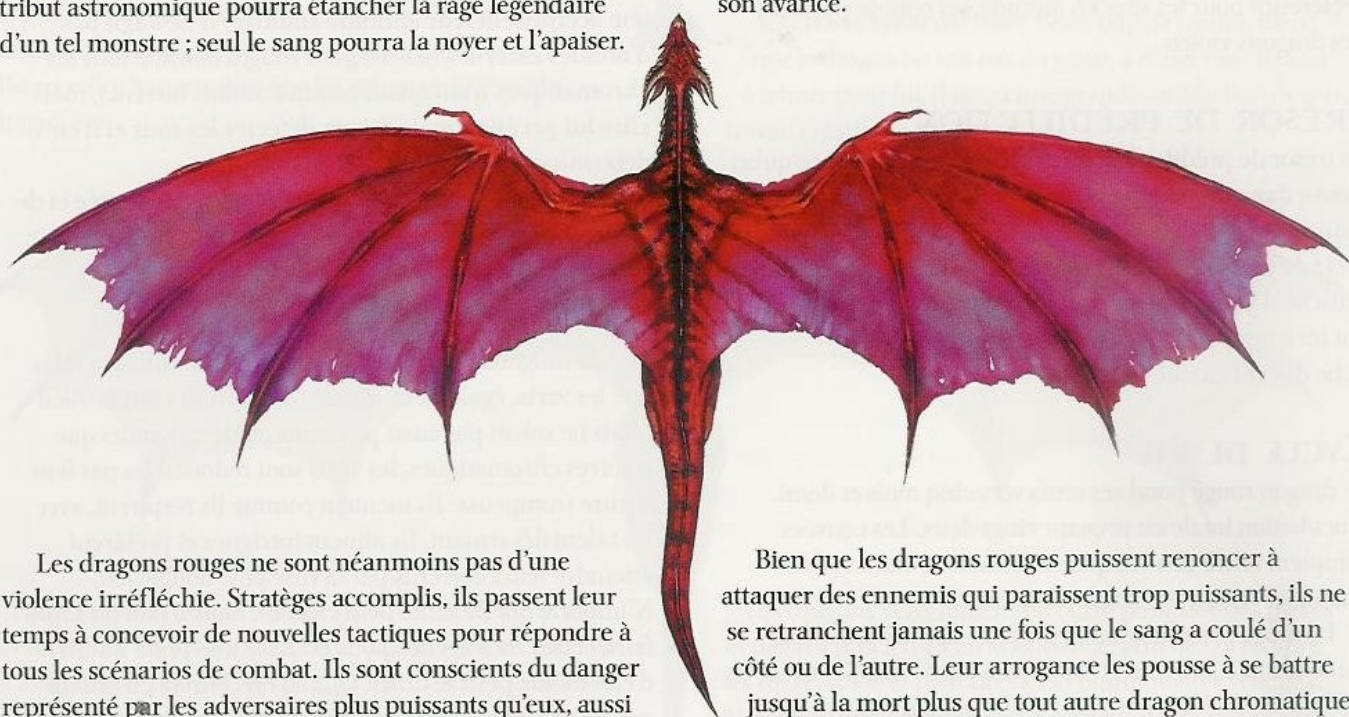 tribut astronomique pourra étancher la rage légendaire
d'un tel monstre ; seul le sang pourra la noyer et l'apaiser.
Les dragons rouges ne sont néanmoins pas d'une
violence irréfléchie. Stratèges accomplis, ils passent leur
temps à concevoir de nouvelles tactiques pour répondre à
tous les scénarios de combat. Ils sont conscients du danger
représenté par les adversaires plus puissants qu'eux, aussi
son avarice.
Bien que les dragons rouges puissent renoncer à
attaquer des ennemis qui paraissent trop puissants, ils ne
se retranchent jamais une fois que le sang a coulé d'un
côté ou de l'autre. Leur arrogance les pousse à se battre
jusqu'à la mort plus que tout autre dragon chromatique